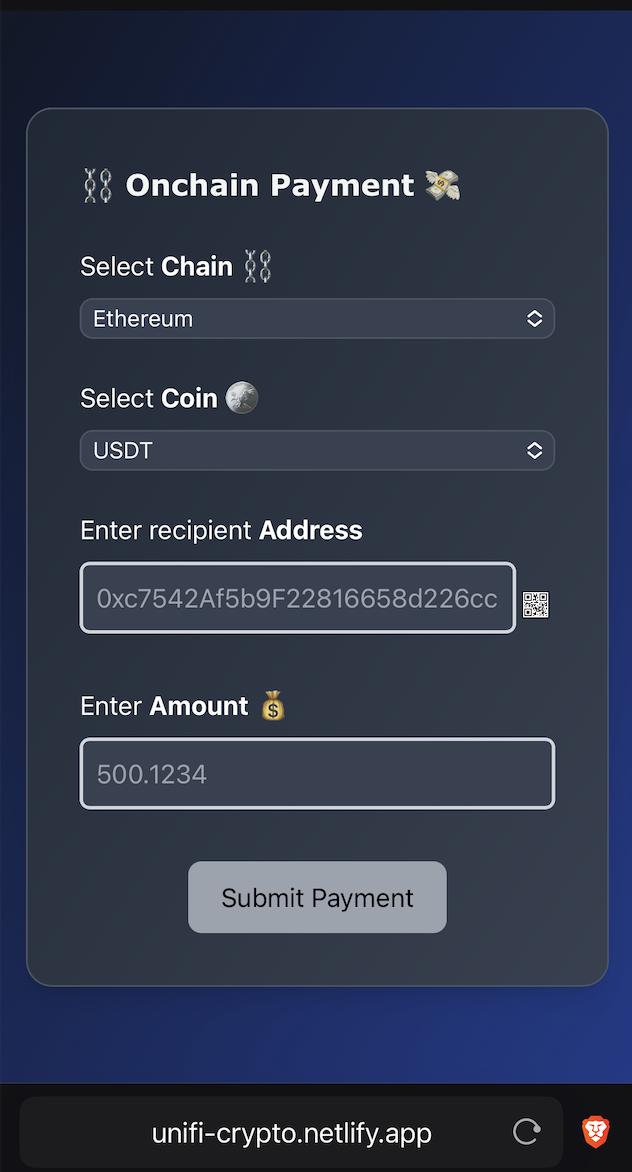 ⛓️ Onchain Payment 💸
Select Chain ⛓️
Ethereum
Select Coin 🌕
USDT
Enter recipient Address
0xc7542Af5b9F22816658d226cc
Enter Amount 💰
500.1234
Submit Payment
unifi-crypto.netlify.app